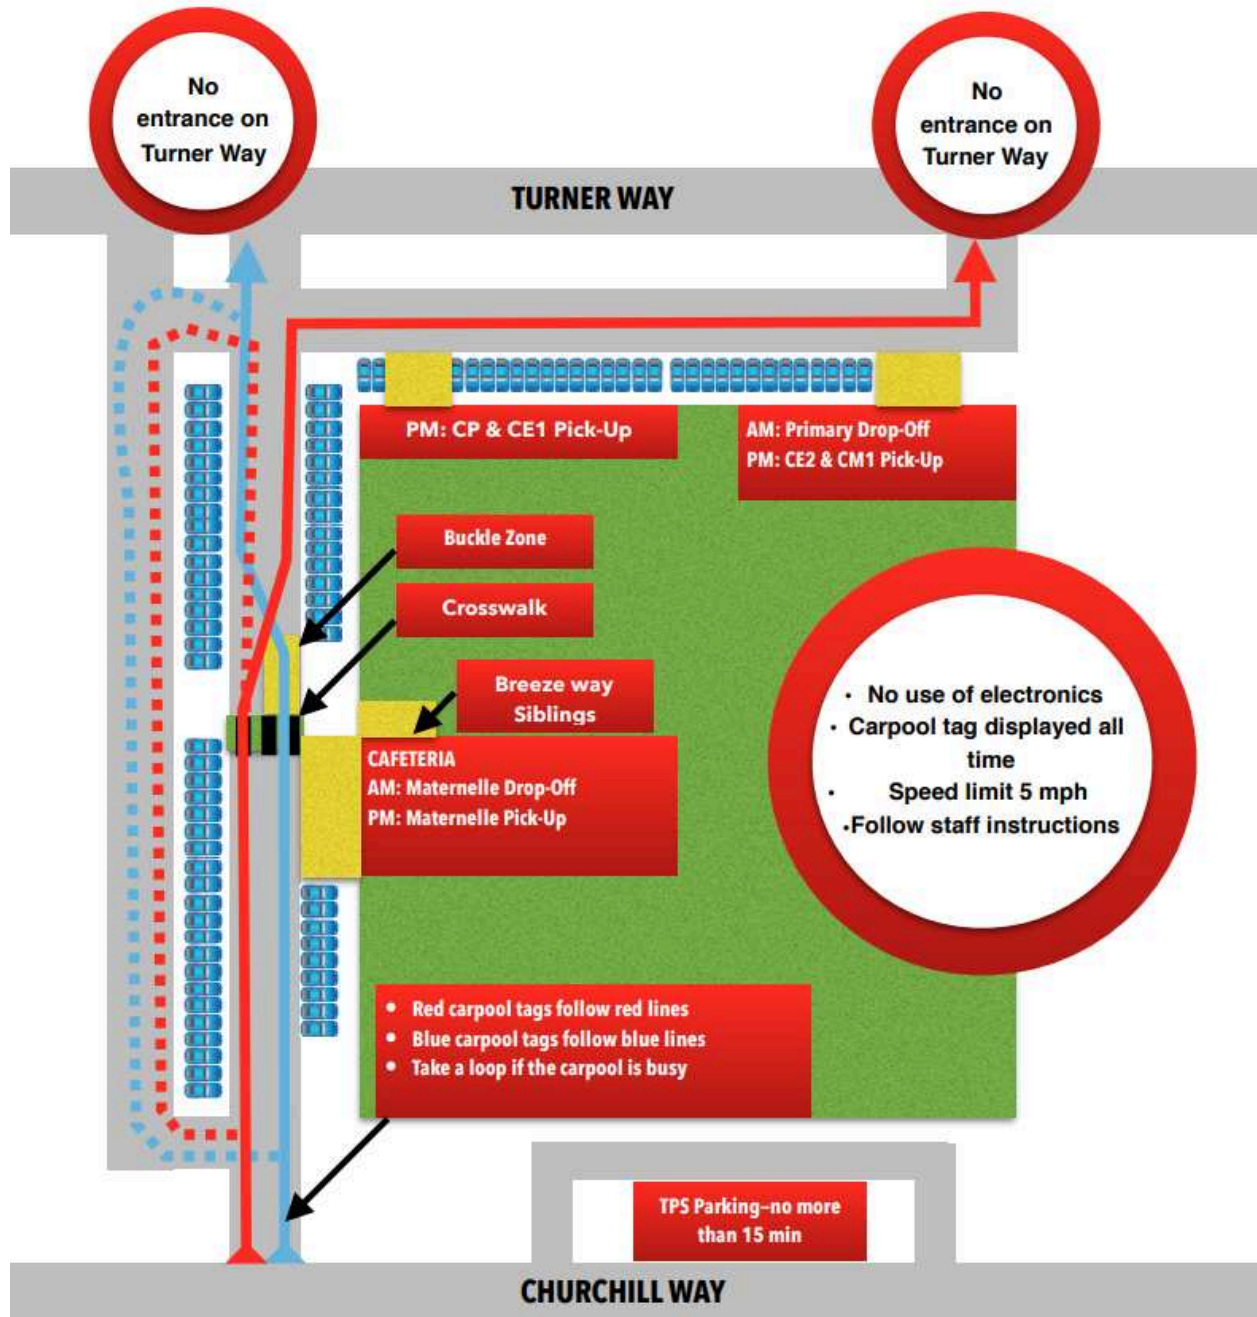 No
entrance on
Turner Way
No
entrance on
Turner Way
TURNER WAY
PM: CP & CE1 Pick-Up
AM: Primary Drop-Off
PM: CE2 & CM1 Pick-Up
Buckle Zone
Crosswalk
Breeze way
Siblings
• No use of electronics
• Carpool tag displayed all
time
• Speed limit 5 mph
•Follow staff instructions
CAFETERIA
AM: Maternelle Drop-Off
PM: Maternelle Pick-Up
• Red carpool tags follow red lines
• Blue carpool tags follow blue lines
• Take a loop if the carpool is busy
TPS Parking–no more
than 15 min
CHURCHILL WAY